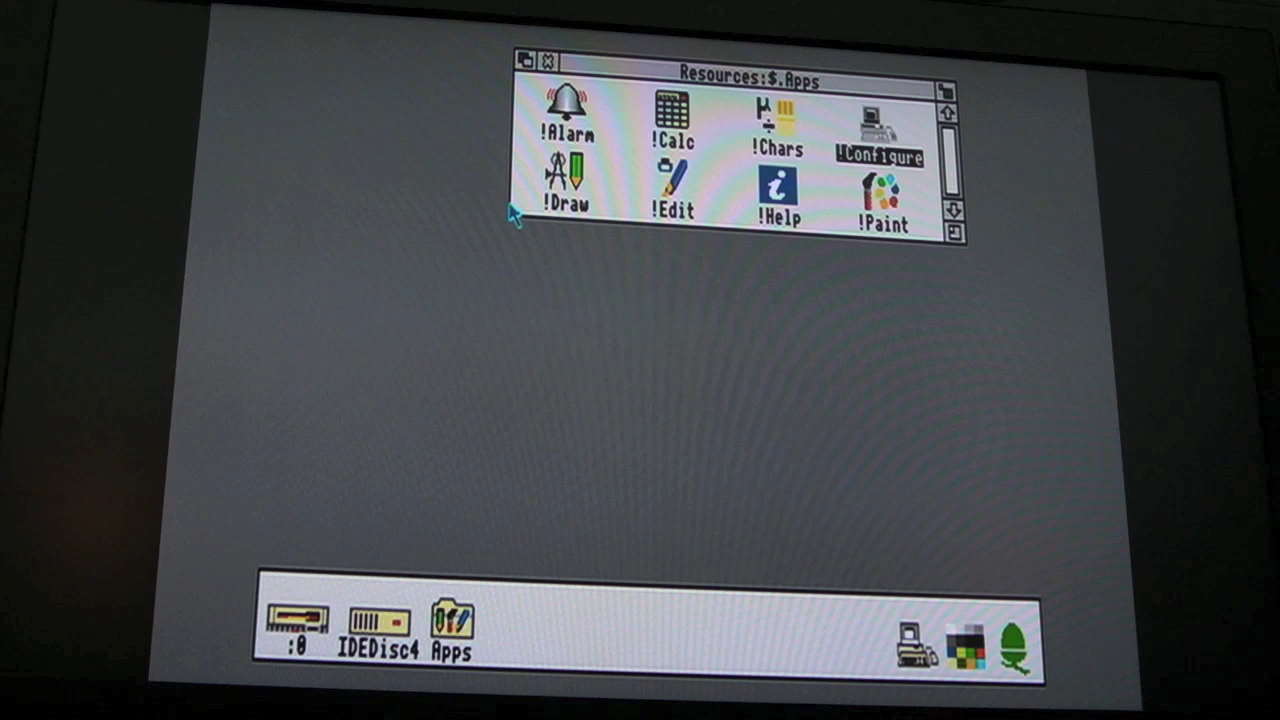 Resources:$.Apps
!Alarm !Calc !Chars !Configure
!Draw !Edit !Help !Paint
:0 IDEDisc4 Apps